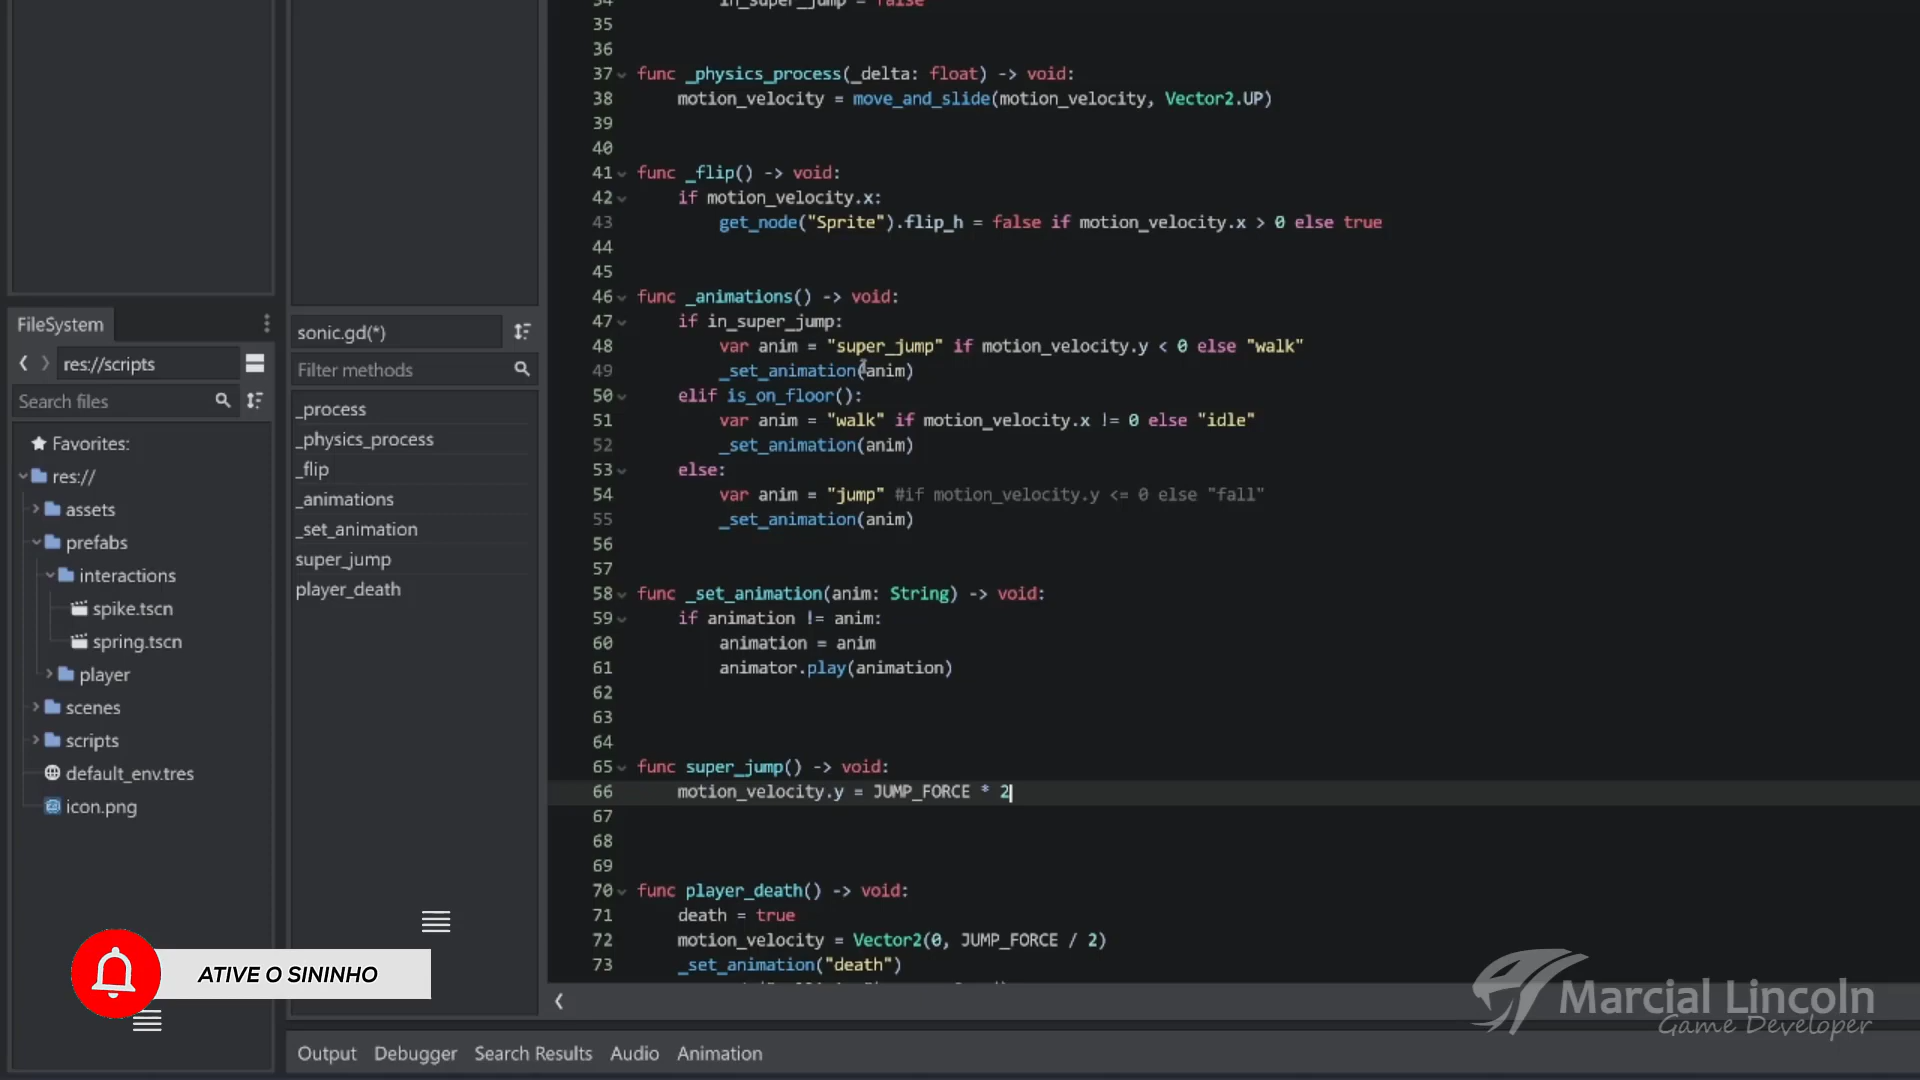 FileSystem
res://scripts
Search files
Favorites:
res://
assets
prefabs
interactions
spike.tscn
spring.tscn
player
scenes
scripts
default_env.tres
icon.png
sonic.gd(*)
Filter methods
_process
_physics_process
_flip
_animations
_set_animation
super_jump
player_death
34 in_super_jump = false
35
36
37 func _physics_process(_delta: float) -> void:
38 motion_velocity = move_and_slide(motion_velocity, Vector2.UP)
39
40
41 func _flip() -> void:
42 if motion_velocity.x:
43 get_node("Sprite").flip_h = false if motion_velocity.x > 0 else true
44
45
46 func _animations() -> void:
47 if in_super_jump:
48 var anim = "super_jump" if motion_velocity.y < 0 else "walk"
49 _set_animation(anim)
50 elif is_on_floor():
51 var anim = "walk" if motion_velocity.x != 0 else "idle"
52 _set_animation(anim)
53 else:
54 var anim = "jump" #if motion_velocity.y <= 0 else "fall"
55 _set_animation(anim)
56
57
58 func _set_animation(anim: String) -> void:
59 if animation != anim:
60 animation = anim
61 animator.play(animation)
62
63
64
65 func super_jump() -> void:
66 motion_velocity.y = JUMP_FORCE * 2
67
68
69
70 func player_death() -> void:
71 death = true
72 motion_velocity = Vector2(0, JUMP_FORCE / 2)
73 _set_animation("death")
ATIVE O SININHO
Marcial Lincoln
Game Developer
Output Debugger Search Results Audio Animation